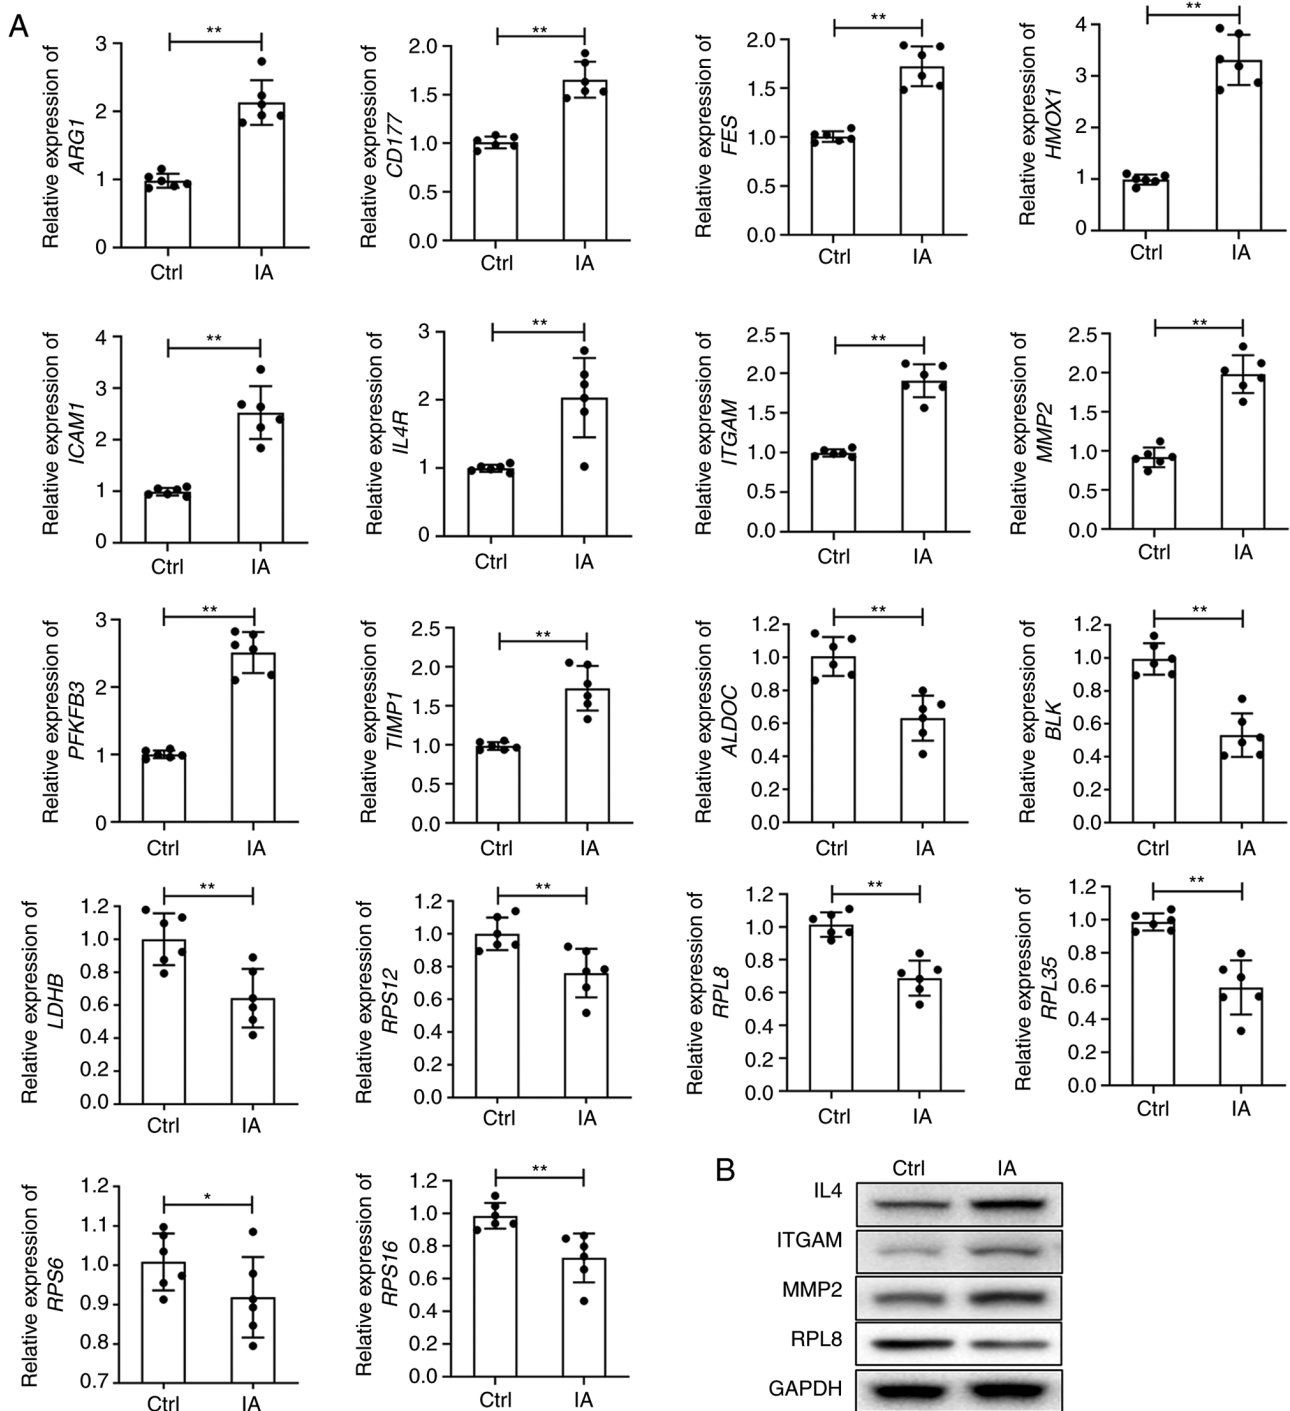 A
Relative expression of
ARG1
3
2
1
0
**
Ctrl
IA
Relative expression of
CD177
2.0
1.5
1.0
0.5
0.0
**
Ctrl
IA
Relative expression of
FES
2.0
1.5
1.0
0.5
0.0
**
Ctrl
IA
Relative expression of
HMOX1
4
3
2
1
0
**
Ctrl
IA
Relative expression of
ICAM1
4
3
2
1
0
**
Ctrl
IA
Relative expression of
IL4R
3
2
1
0
**
Ctrl
IA
Relative expression of
ITGAM
2.5
2.0
1.5
1.0
0.5
0.0
**
Ctrl
IA
Relative expression of
MMP2
2.5
2.0
1.5
1.0
0.5
0.0
**
Ctrl
IA
Relative expression of
PFKFB3
3
2
1
0
**
Ctrl
IA
Relative expression of
TIMP1
2.5
2.0
1.5
1.0
0.5
0.0
**
Ctrl
IA
Relative expression of
ALDOC
1.2
1.0
0.8
0.6
0.4
0.2
0.0
**
Ctrl
IA
Relative expression of
BLK
1.2
1.0
0.8
0.6
0.4
0.2
0.0
**
Ctrl
IA
Relative expression of
LDHB
1.2
1.0
0.8
0.6
0.4
0.2
0.0
**
Ctrl
IA
Relative expression of
RPS12
1.2
1.0
0.8
0.6
0.4
0.2
0.0
**
Ctrl
IA
Relative expression of
RPL8
1.2
1.0
0.8
0.6
0.4
0.2
0.0
**
Ctrl
IA
Relative expression of
RPL35
1.2
1.0
0.8
0.6
0.4
0.2
0.0
**
Ctrl
IA
Relative expression of
RPS6
1.2
1.1
1.0
0.9
0.8
0.7
*
Ctrl
IA
Relative expression of
RPS16
1.2
1.0
0.8
0.6
0.4
0.2
0.0
**
Ctrl
IA
B
Ctrl
IA
IL4
ITGAM
MMP2
RPL8
GAPDH